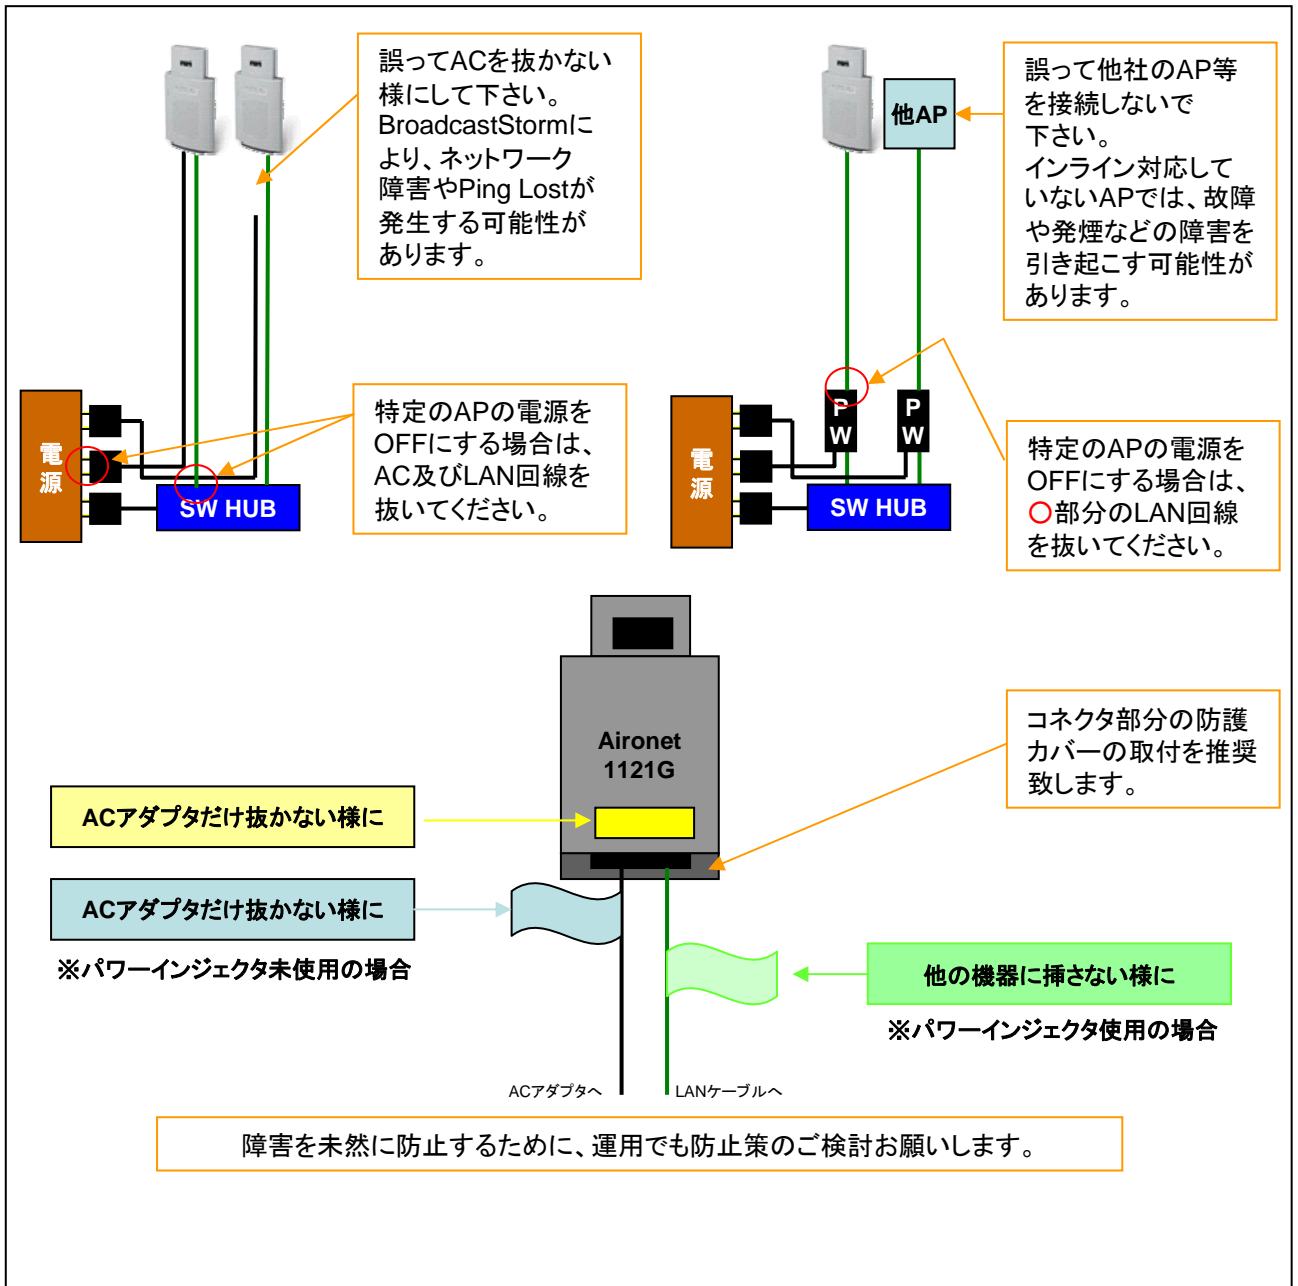 誤ってACを抜かない
様にして下さい。
BroadcastStormに
より、ネットワーク
障害やPing Lostが
発生する可能性が
あります。
他AP
誤って他社のAP等
を接続しないで
下さい。
インライン対応して
いないAPでは、故障
や発煙などの障害を
引き起こす可能性が
あります。
電
源
SW HUB
特定のAPの電源を
OFFにする場合は、
AC及びLAN回線を
抜いてください。
電
源
P
W
P
W
SW HUB
特定のAPの電源を
OFFにする場合は、
〇部分のLAN回線
を抜いてください。
Aironet
1121G
コネクタ部分の防護
カバーの取付を推奨
致します。
ACアダプタだけ抜かない様に
ACアダプタだけ抜かない様に
※パワーインジェクタ未使用の場合
他の機器に挿さない様に
※パワーインジェクタ使用の場合
ACアダプタへ
LANケーブルへ
障害を未然に防止するために、運用でも防止策のご検討お願いします。